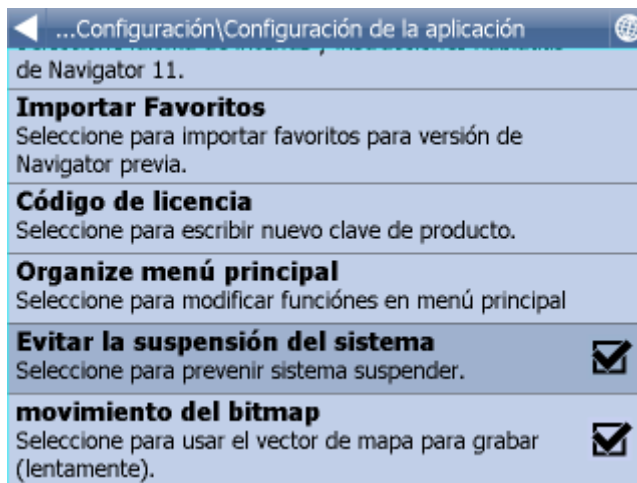 ...Configuración\Configuración de la aplicación
de Navigator 11.
Importar Favoritos
Seleccione para importar favoritos para versión de
Navigator previa.
Código de licencia
Seleccione para escribir nuevo clave de producto.
Organize menú principal
Seleccione para modificar funciónes en menú principal
Evitar la suspensión del sistema
Seleccione para prevenir sistema suspender.
movimiento del bitmap
Seleccione para usar el vector de mapa para grabar
(lentamente).